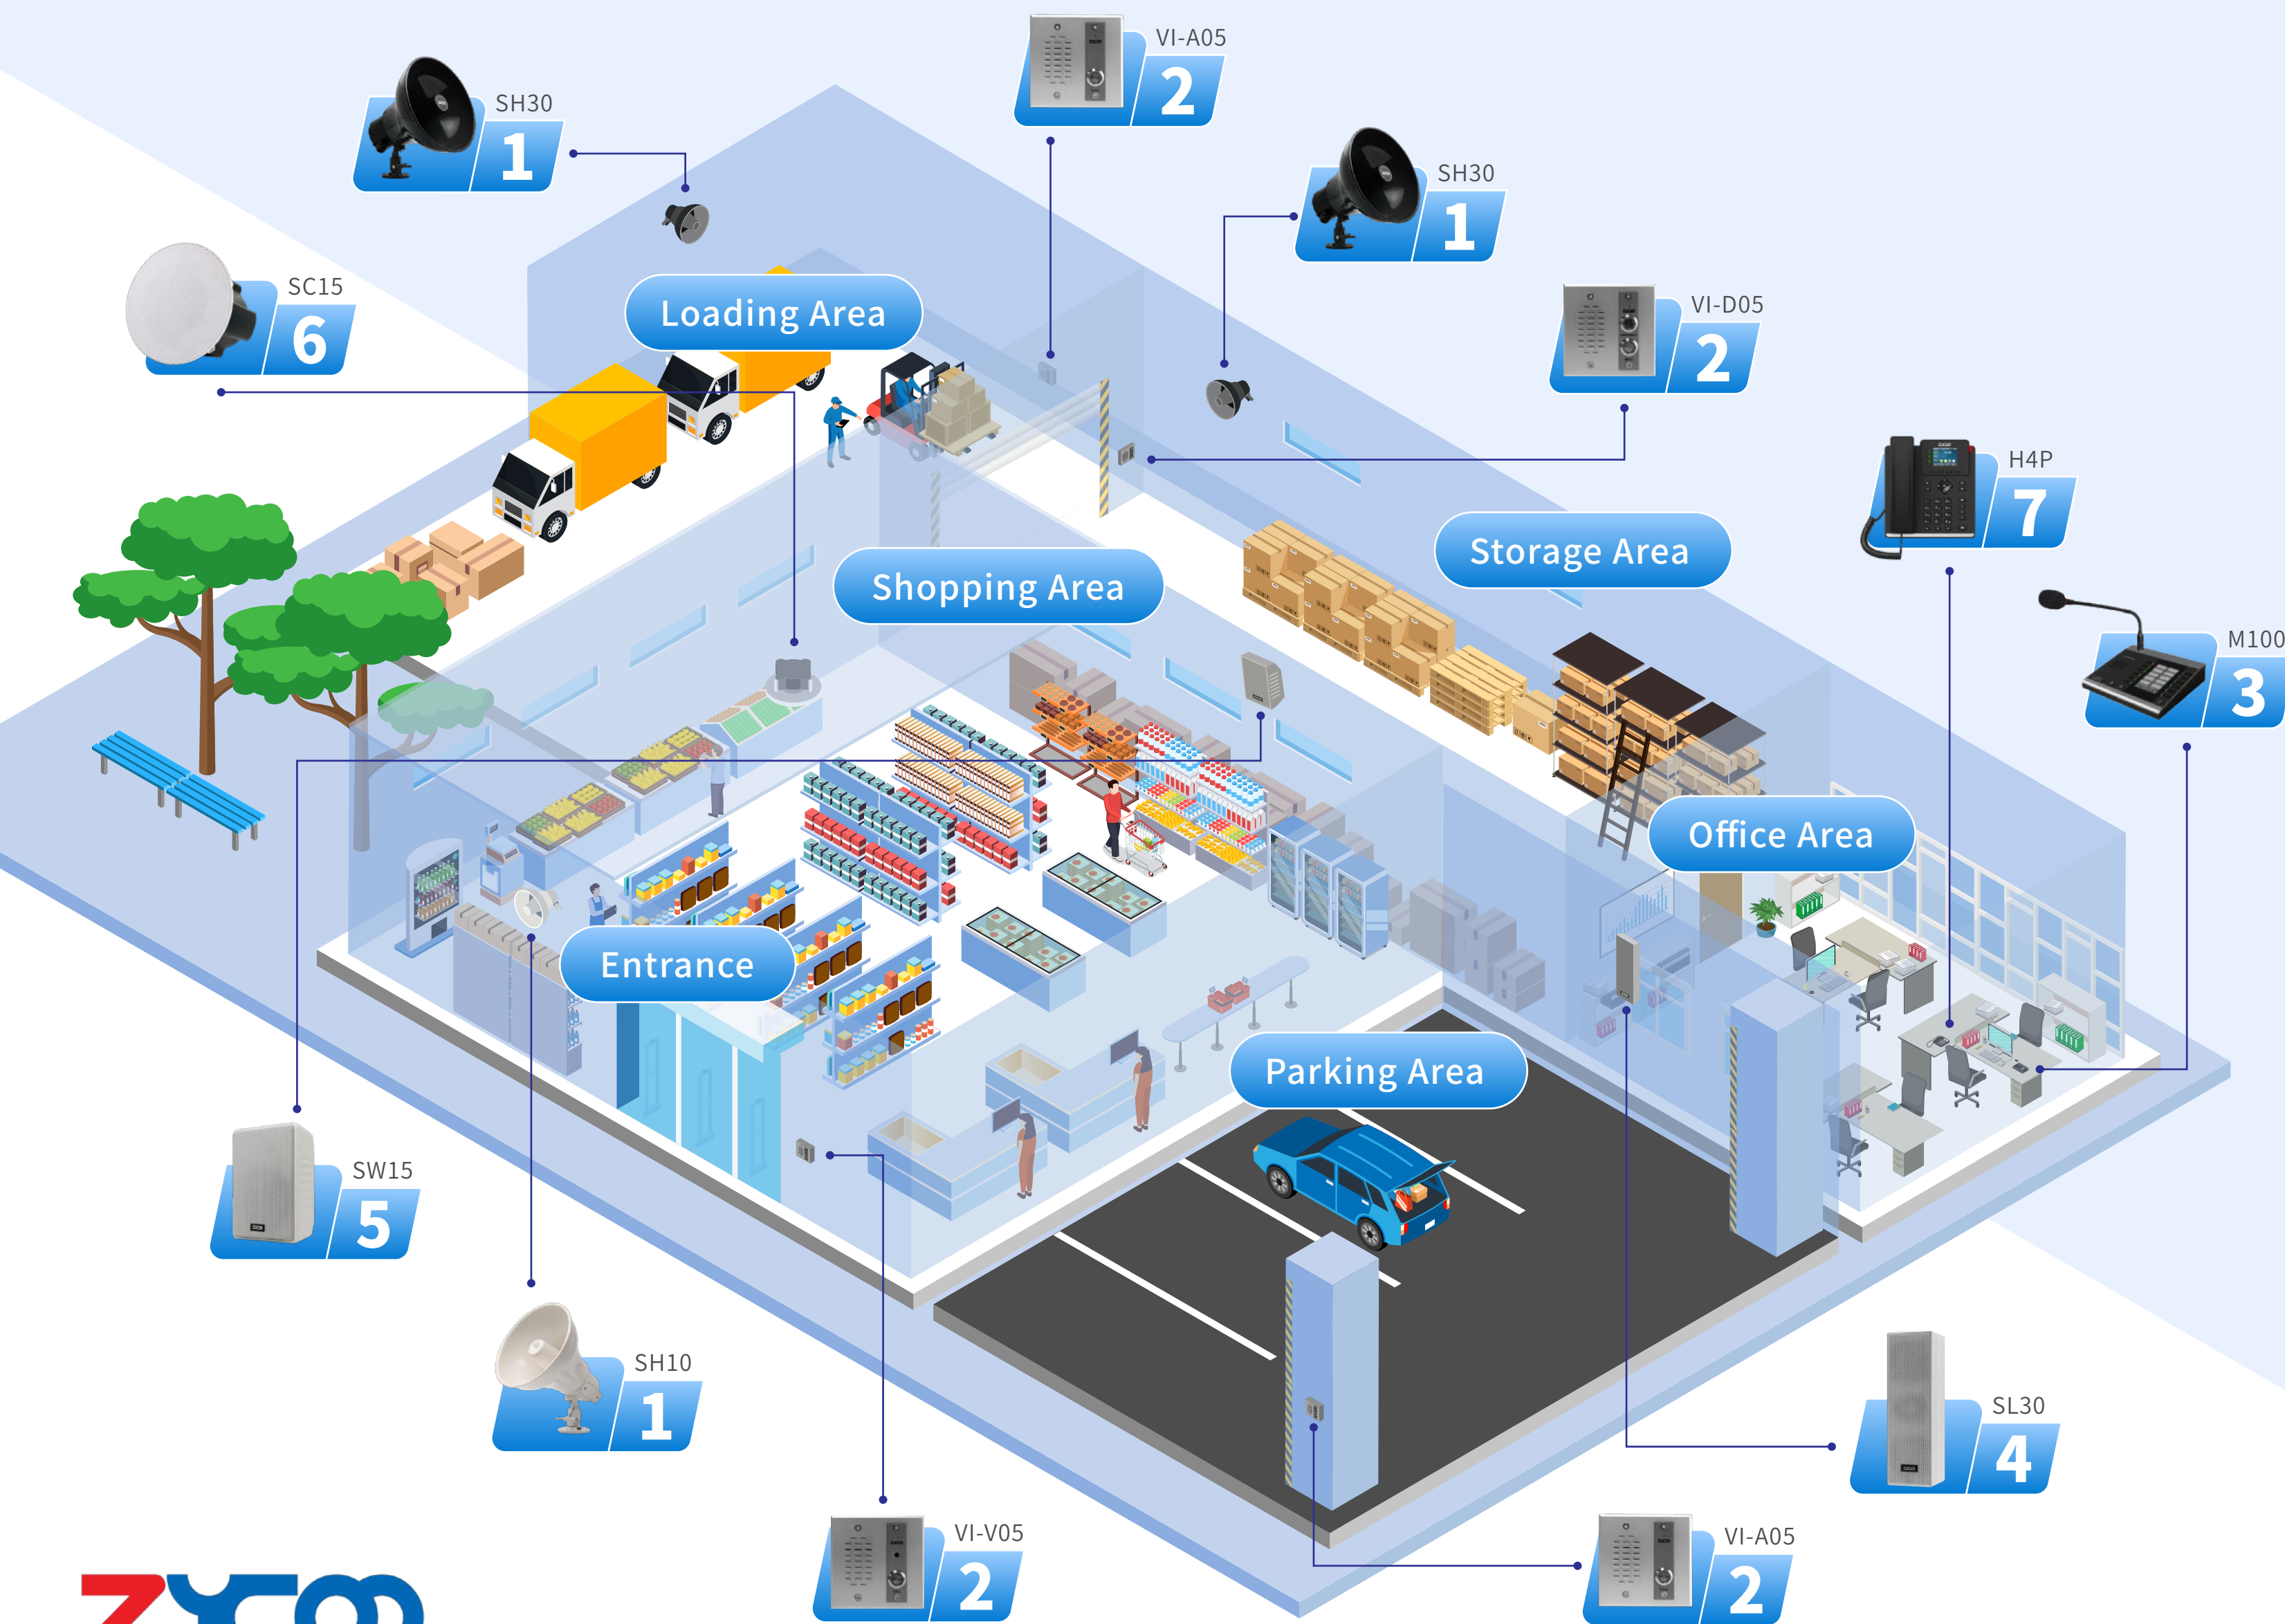 VI-A05
2
SH30
1
SH30
1
SC15
6
VI-D05
2
Loading Area
H4P
7
Storage Area
Shopping Area
M100
3
Office Area
Entrance
Parking Area
SW15
5
SH10
1
SL30
4
VI-V05
2
VI-A05
2
ZYCOO